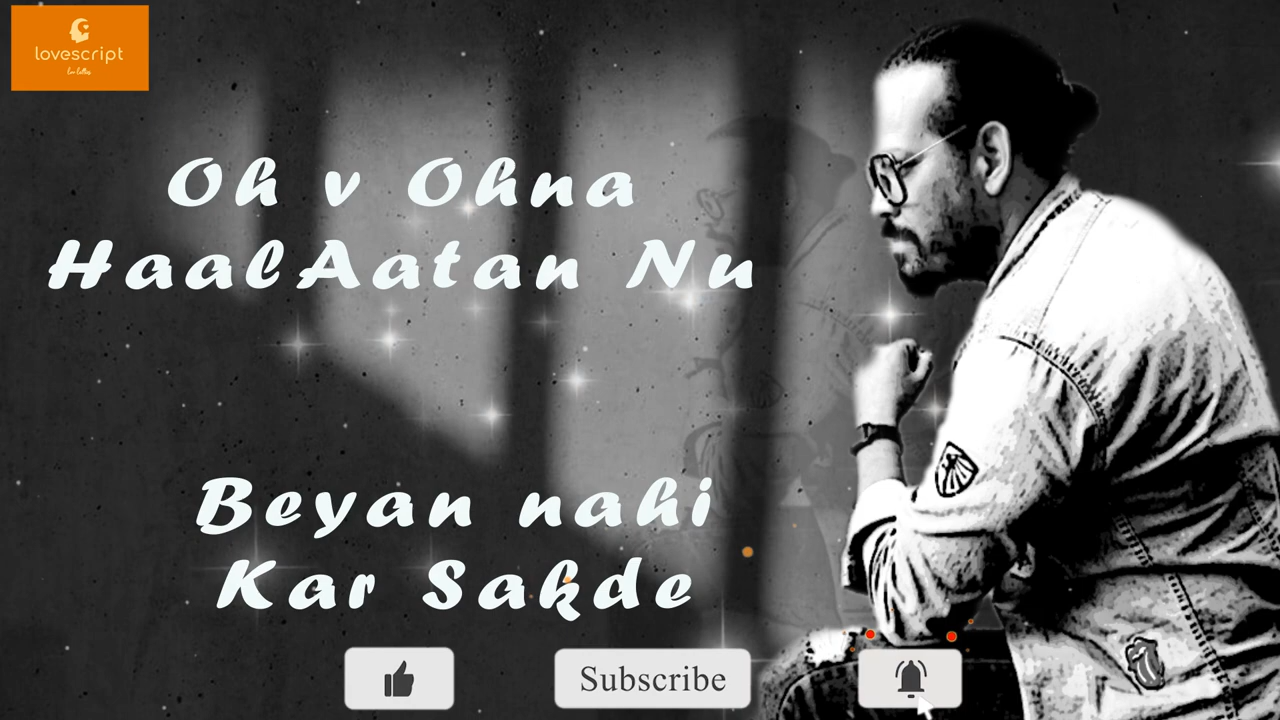 lovescript
Oh v Ohna
HaalAatan Nu
Beyan nahi
Kar Sakde
Subscribe